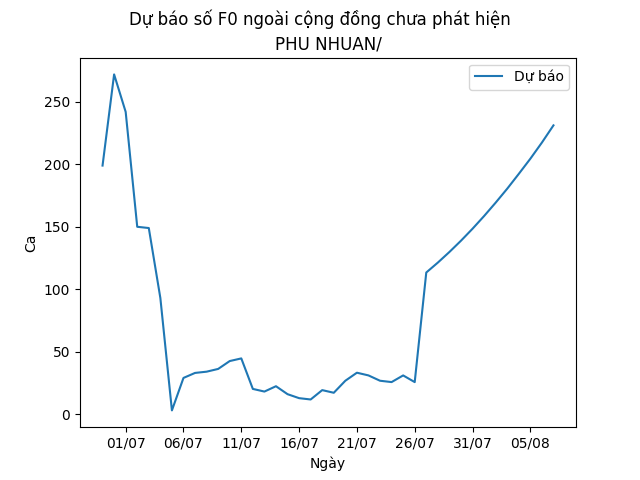 Dự báo số F0 ngoài cộng đồng chưa phát hiện
PHU NHUAN/
Dự báo
Ca
250
200
150
100
50
0
01/07 06/07 11/07 16/07 21/07 26/07 31/07 05/08
Ngày